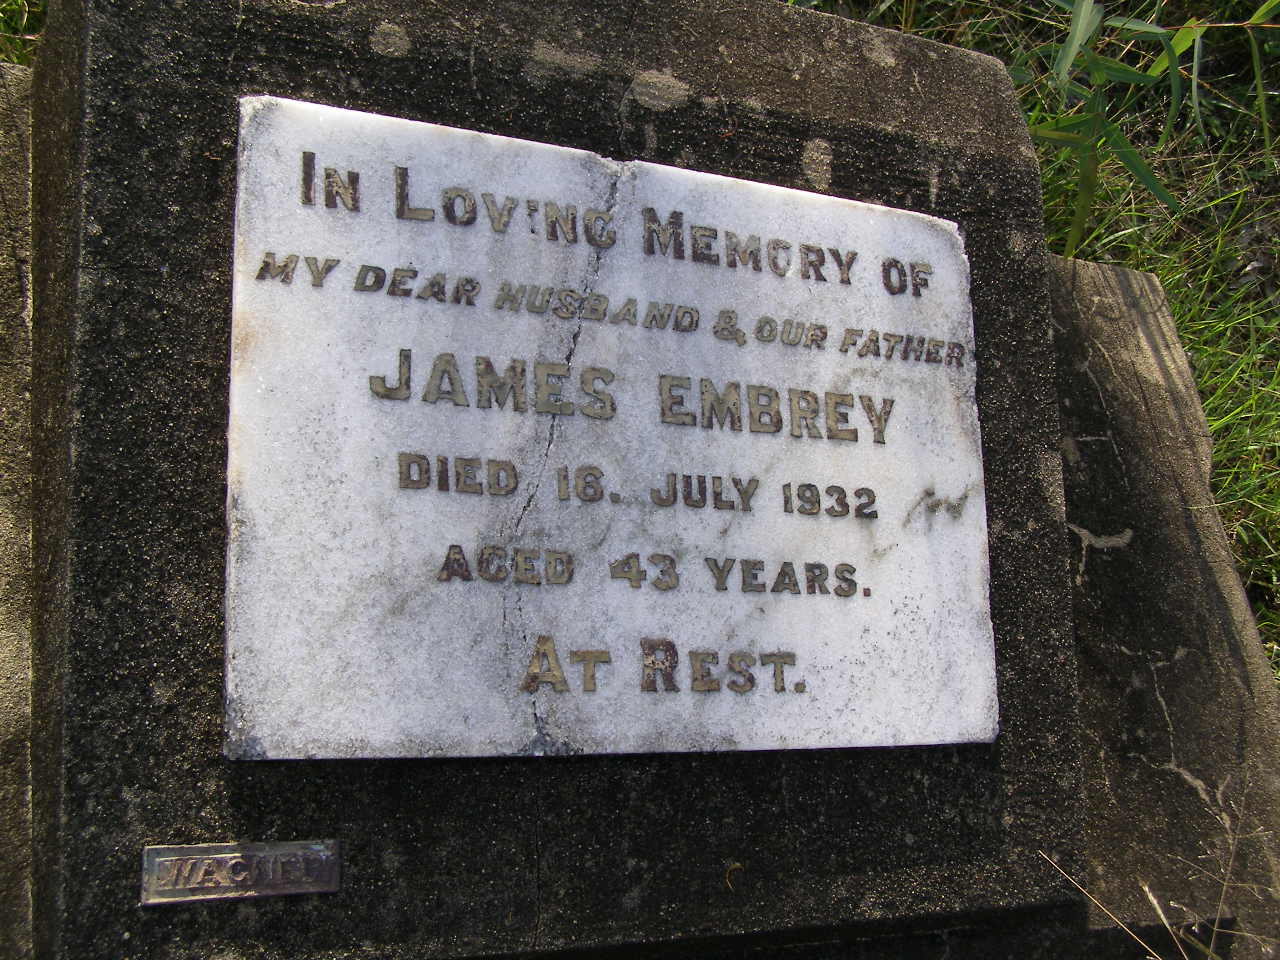 IN LOVING MEMORY OF
MY DEAR HUSBAND & OUR FATHER
JAMES EMBREY
DIED 16. JULY 1932
AGED 43 YEARS.
AT REST.